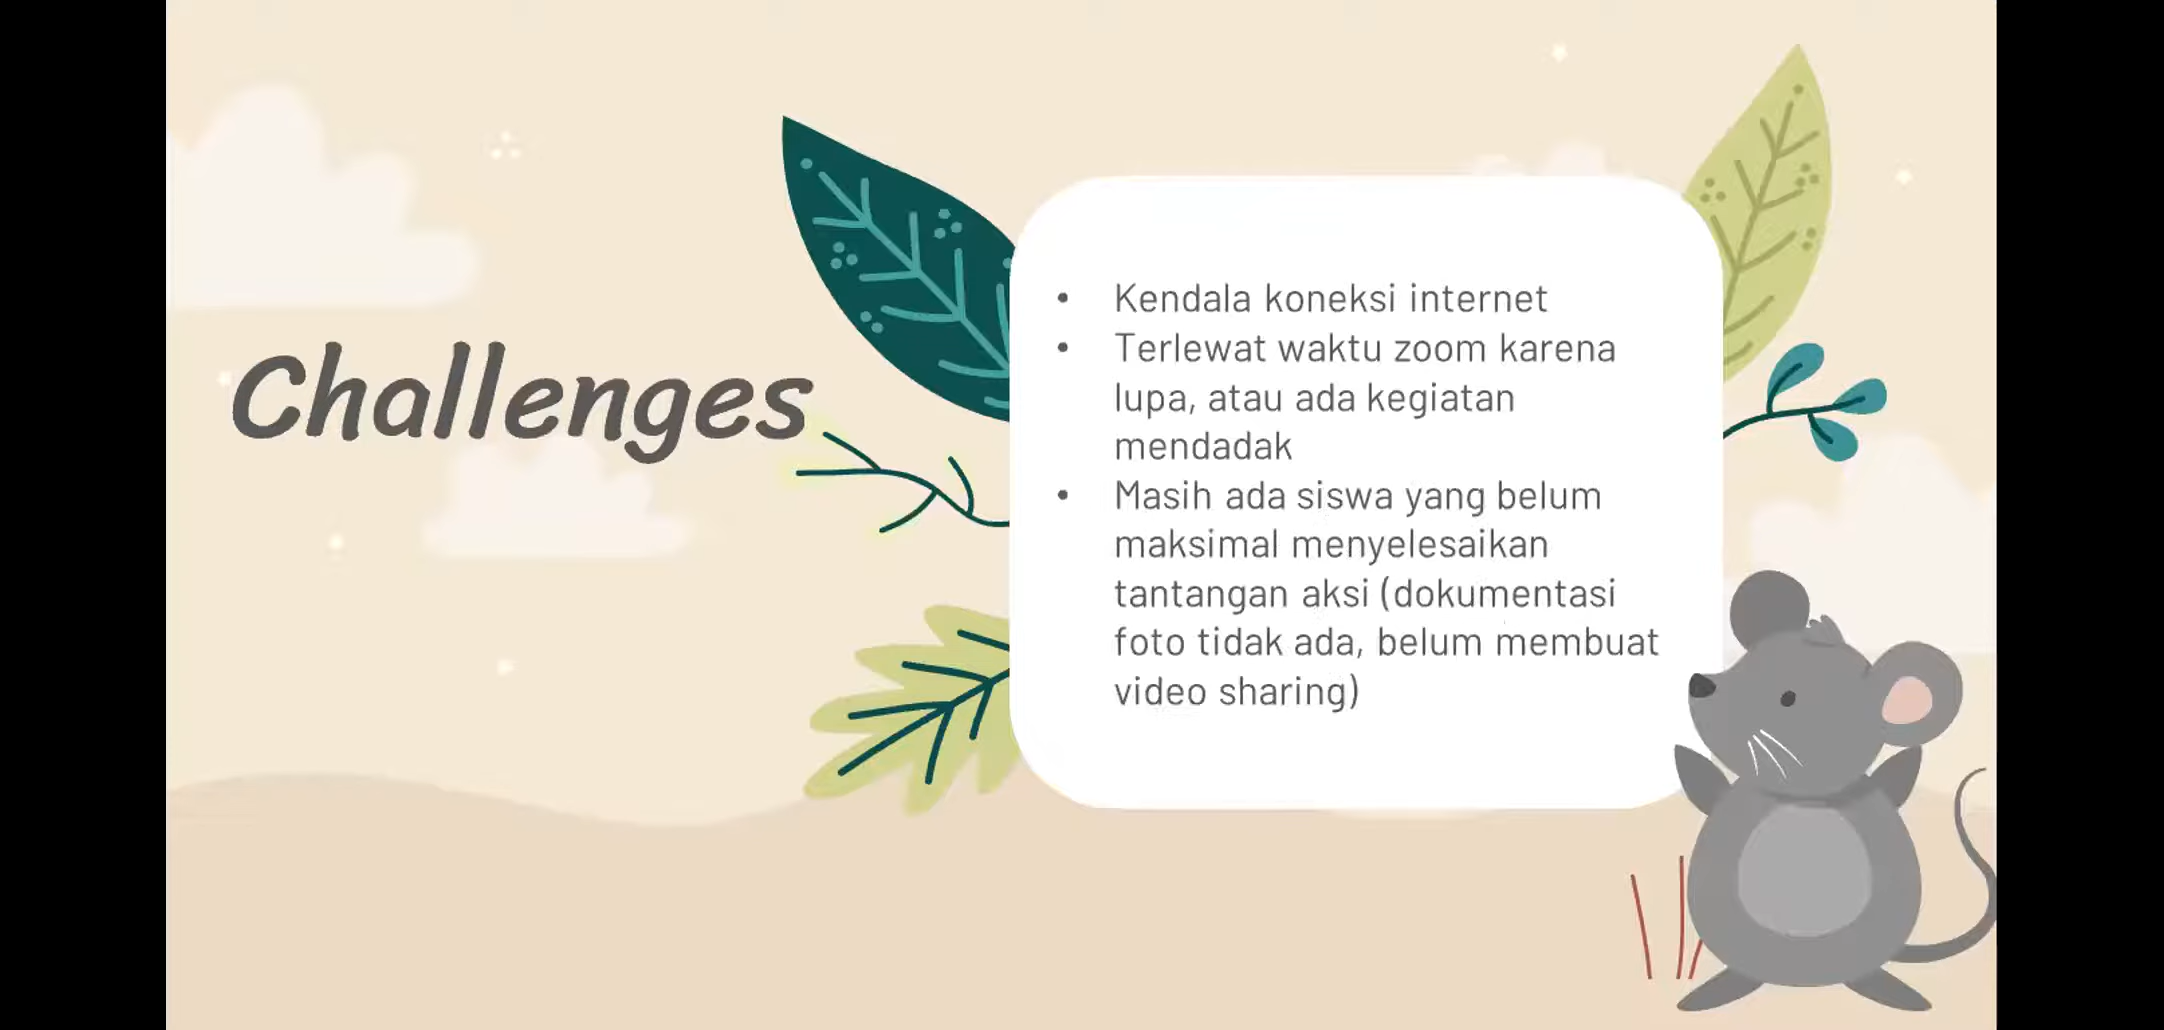 Challenges
• Kendala koneksi internet
• Terlewat waktu zoom karena
lupa, atau ada kegiatan
mendadak
• Masih ada siswa yang belum
maksimal menyelesaikan
tantangan aksi (dokumentasi
foto tidak ada, belum membuat
video sharing)